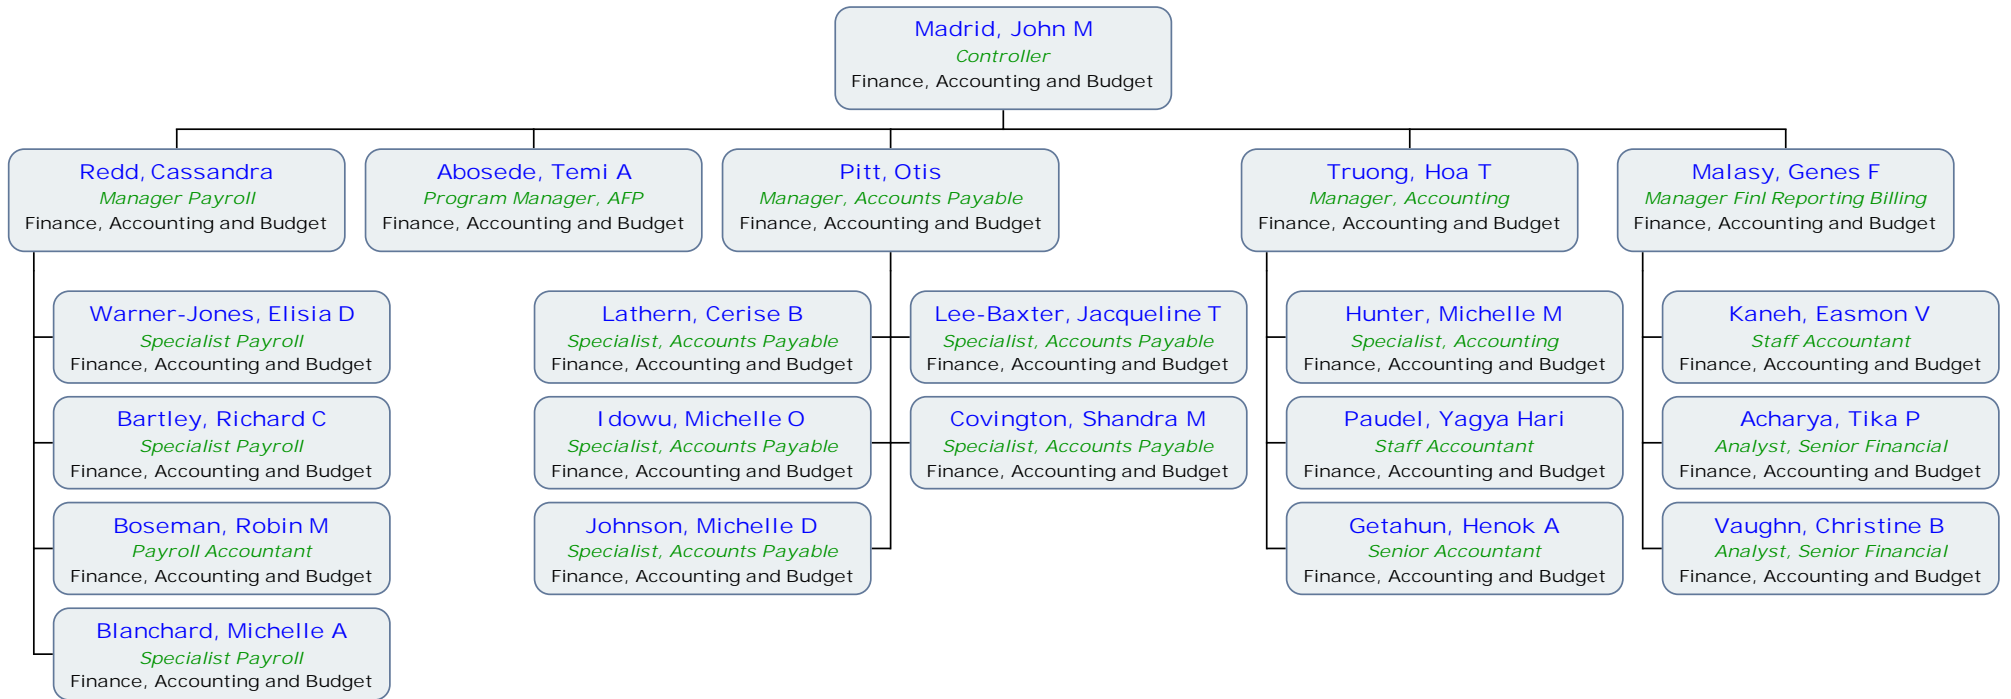 Madrid, John M
Controller
Finance, Accounting and Budget
Redd, Cassandra
Manager Payroll
Finance, Accounting and Budget
Abosede, Temi A
Program Manager, AFP
Finance, Accounting and Budget
Pitt, Otis
Manager, Accounts Payable
Finance, Accounting and Budget
Truong, Hoa T
Manager, Accounting
Finance, Accounting and Budget
Malasy, Genes F
Manager Finl Reporting Billing
Finance, Accounting and Budget
Warner-Jones, Elisia D
Specialist Payroll
Finance, Accounting and Budget
Bartley, Richard C
Specialist Payroll
Finance, Accounting and Budget
Boseman, Robin M
Payroll Accountant
Finance, Accounting and Budget
Blanchard, Michelle A
Specialist Payroll
Finance, Accounting and Budget
Lathern, Cerise B
Specialist, Accounts Payable
Finance, Accounting and Budget
Lee-Baxter, Jacqueline T
Specialist, Accounts Payable
Finance, Accounting and Budget
Idowu, Michelle O
Specialist, Accounts Payable
Finance, Accounting and Budget
Covington, Shandra M
Specialist, Accounts Payable
Finance, Accounting and Budget
Johnson, Michelle D
Specialist, Accounts Payable
Finance, Accounting and Budget
Hunter, Michelle M
Specialist, Accounting
Finance, Accounting and Budget
Paudel, Yagya Hari
Staff Accountant
Finance, Accounting and Budget
Getahun, Henok A
Senior Accountant
Finance, Accounting and Budget
Kaneh, Easmon V
Staff Accountant
Finance, Accounting and Budget
Acharya, Tika P
Analyst, Senior Financial
Finance, Accounting and Budget
Vaughn, Christine B
Analyst, Senior Financial
Finance, Accounting and Budget